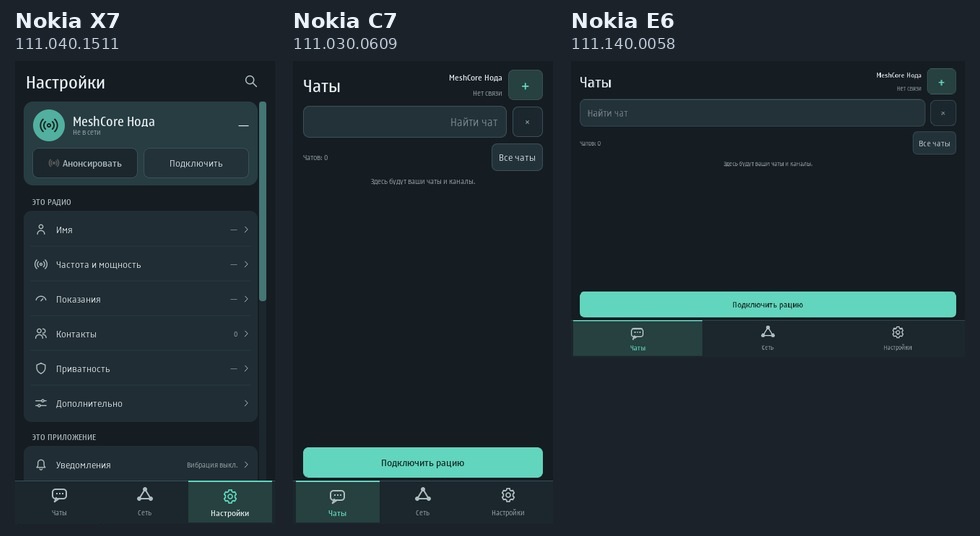 Nokia X7
111.040.1511
Настройки
MeshCore Нода
Не в сети
—
Анонсировать
Подключить
ЭТО РАДИО
Имя —
Частота и мощность —
Показания —
Контакты 0
Приватность —
Дополнительно
ЭТО ПРИЛОЖЕНИЕ
Уведомления Вибрация выкл.
Чаты
Сеть
Настройки
Nokia C7
111.030.0609
Чаты
MeshCore Нода
Нет связи
+
Найти чат
×
Чатов: 0
Все чаты
Здесь будут ваши чаты и каналы.
Подключить рацию
Чаты
Сеть
Настройки
Nokia E6
111.140.0058
Чаты
MeshCore Нода
Нет связи
+
Найти чат
×
Чатов: 0
Все чаты
Здесь будут ваши чаты и каналы.
Подключить рацию
Чаты
Сеть
Настройки